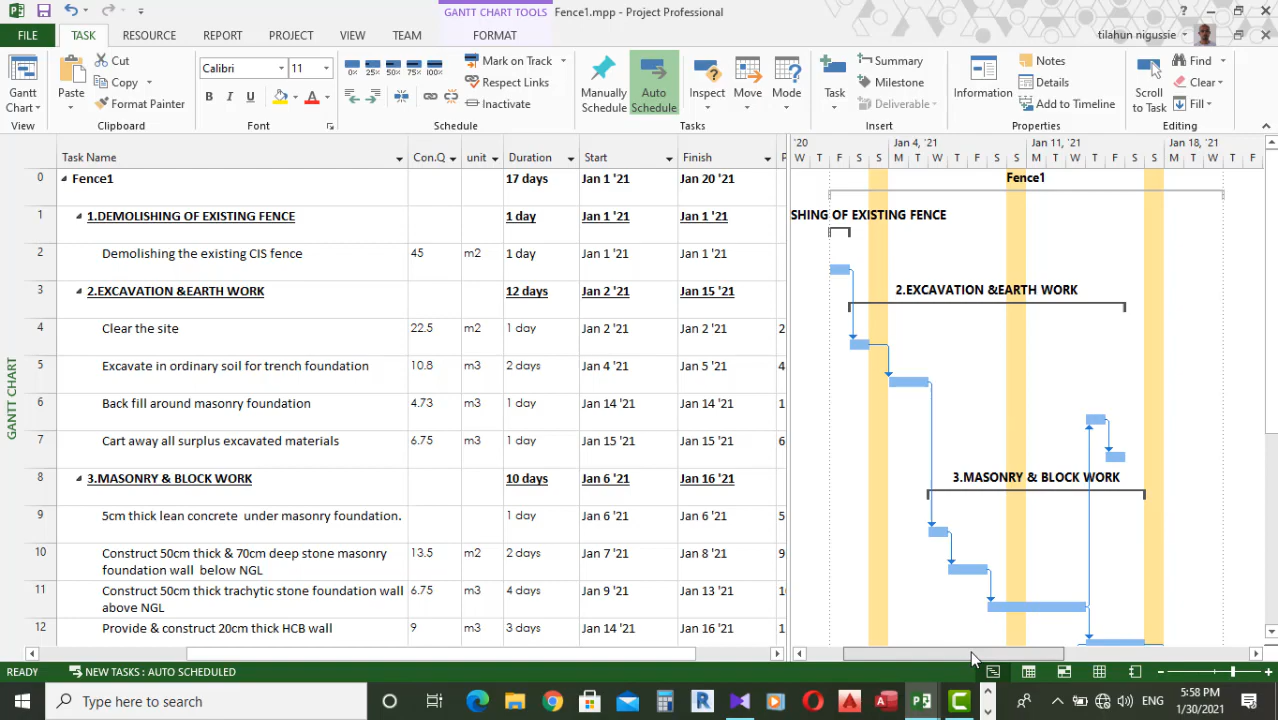 GANTT CHART TOOLS
Fence1.mpp - Project Professional
FILE TASK RESOURCE REPORT PROJECT VIEW TEAM FORMAT
tilahun nigussie
Gantt Chart
View
Paste
Cut
Copy
Format Painter
Clipboard
Calibri 11
B I U A
Font
0% 25% 50% 75% 100%
Mark on Track
Respect Links
Inactivate
Schedule
Manually Schedule
Auto Schedule
Inspect
Move
Mode
Tasks
Task
Summary
Milestone
Deliverable
Insert
Information
Notes
Details
Add to Timeline
Properties
Scroll to Task
Find
Clear
Fill
Editing
Task Name Con.Q unit Duration Start Finish P
0 Fence1 17 days Jan 1 '21 Jan 20 '21
1 1.DEMOLISHING OF EXISTING FENCE 1 day Jan 1 '21 Jan 1 '21
2 Demolishing the existing CIS fence 45 m2 1 day Jan 1 '21 Jan 1 '21
3 2.EXCAVATION &EARTH WORK 12 days Jan 2 '21 Jan 15 '21
4 Clear the site 22.5 m2 1 day Jan 2 '21 Jan 2 '21 2
5 Excavate in ordinary soil for trench foundation 10.8 m3 2 days Jan 4 '21 Jan 5 '21 4
6 Back fill around masonry foundation 4.73 m3 1 day Jan 14 '21 Jan 14 '21 1
7 Cart away all surplus excavated materials 6.75 m3 1 day Jan 15 '21 Jan 15 '21 6
8 3.MASONRY & BLOCK WORK 10 days Jan 6 '21 Jan 16 '21
9 5cm thick lean concrete under masonry foundation. 1 day Jan 6 '21 Jan 6 '21 5
10 Construct 50cm thick & 70cm deep stone masonry foundation wall below NGL 13.5 m2 2 days Jan 7 '21 Jan 8 '21 9
11 Construct 50cm thick trachytic stone foundation wall above NGL 6.75 m3 4 days Jan 9 '21 Jan 13 '21 1
12 Provide & construct 20cm thick HCB wall 9 m3 3 days Jan 14 '21 Jan 16 '21 1
GANTT CHART
'20 Jan 4, '21 Jan 11, '21 Jan 18, '21
W T F S S M T W T F S S M T W T F S S M T W T F
Fence1
SHING OF EXISTING FENCE
2.EXCAVATION &EARTH WORK
3.MASONRY & BLOCK WORK
READY NEW TASKS : AUTO SCHEDULED
Type here to search
ENG
5:58 PM
1/30/2021